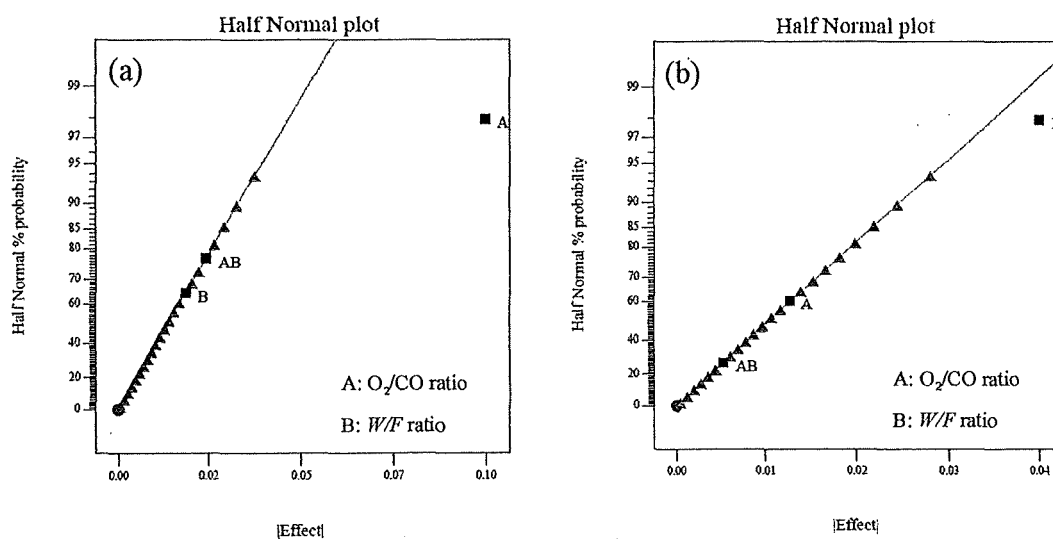 Half Normal plot
(a)
Half Normal % probability
99
97
95
90
85
80
70
60
40
20
0
A
AB
B
A: O₂/CO ratio
B: W/F ratio
0.00
0.02
0.05
0.07
0.10
|Effect|
Half Normal plot
(b)
Half Normal % probability
99
97
95
90
85
80
70
60
40
20
0
A
AB
A: O₂/CO ratio
B: W/F ratio
0.00
0.01
0.02
0.03
0.04
|Effect|